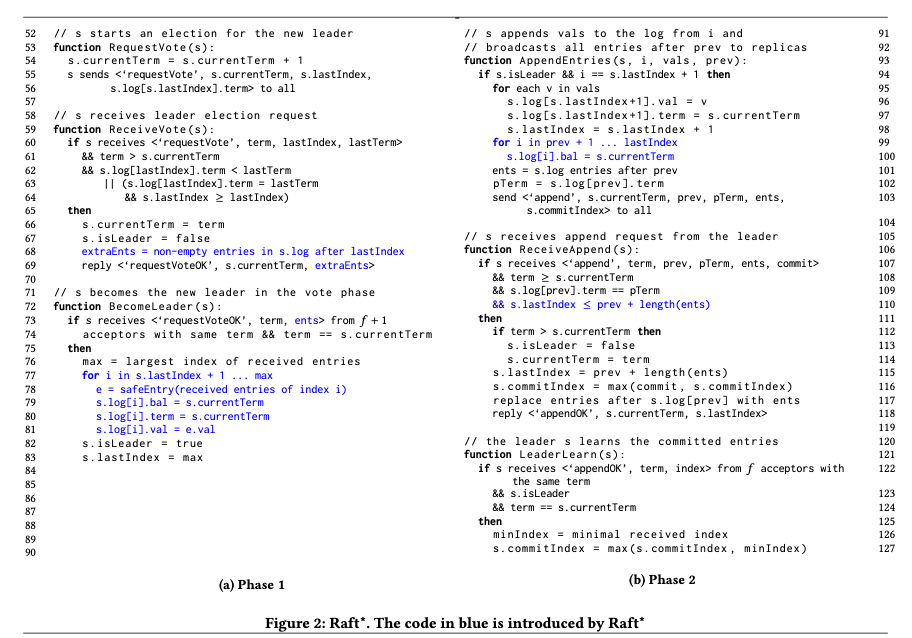 52 // s starts an election for the new leader
53 function RequestVote(s):
54 s.currentTerm = s.currentTerm + 1
55 s sends <‘requestVote’, s.currentTerm, s.lastIndex,
56 s.log[s.lastIndex].term> to all
57
58 // s receives leader election request
59 function ReceiveVote(s):
60 if s receives <‘requestVote’, term, lastIndex, lastTerm>
61 && term > s.currentTerm
62 && s.log[lastIndex].term < lastTerm
63 || (s.log[lastIndex].term = lastTerm
64 && s.lastIndex ≥ lastIndex)
65 then
66 s.currentTerm = term
67 s.isLeader = false
68 extraEnts = non-empty entries in s.log after lastIndex
69 reply <‘requestVoteOK’, s.currentTerm, extraEnts>
70
71 // s becomes the new leader in the vote phase
72 function BecomeLeader(s):
73 if s receives <‘requestVoteOK’, term, ents> from f + 1
74 acceptors with same term && term == s.currentTerm
75 then
76 max = largest index of received entries
77 for i in s.lastIndex + 1 ... max
78 e = safeEntry(received entries of index i)
79 s.log[i].bal = s.currentTerm
80 s.log[i].term = s.currentTerm
81 s.log[i].val = e.val
82 s.isLeader = true
83 s.lastIndex = max
84
85
86
87
88
89
90
(a) Phase 1
// s appends vals to the log from i and 91
// broadcasts all entries after prev to replicas 92
function AppendEntries(s, i, vals, prev): 93
if s.isLeader && i == s.lastIndex + 1 then 94
for each v in vals 95
s.log[s.lastIndex+1].val = v 96
s.log[s.lastIndex+1].term = s.currentTerm 97
s.lastIndex = s.lastIndex + 1 98
for i in prev + 1 ... lastIndex 99
s.log[i].bal = s.currentTerm 100
ents = s.log entries after prev 101
pTerm = s.log[prev].term 102
send <‘append’, s.currentTerm, prev, pTerm, ents, 103
s.commitIndex> to all
104
// s receives append request from the leader 105
function ReceiveAppend(s): 106
if s receives <‘append’, term, prev, pTerm, ents, commit> 107
&& term ≥ s.currentTerm 108
&& s.log[prev].term == pTerm 109
&& s.lastIndex ≤ prev + length(ents) 110
then 111
if term > s.currentTerm then 112
s.isLeader = false 113
s.currentTerm = term 114
s.lastIndex = prev + length(ents) 115
s.commitIndex = max(commit, s.commitIndex) 116
replace entries after s.log[prev] with ents 117
reply <‘appendOK’, s.currentTerm, s.lastIndex> 118
119
// the leader s learns the committed entries 120
function LeaderLearn(s): 121
if s receives <‘appendOK’, term, index> from f acceptors with 122
the same term
&& s.isLeader 123
&& term == s.currentTerm 124
then 125
minIndex = minimal received index 126
s.commitIndex = max(s.commitIndex, minIndex) 127
(b) Phase 2
Figure 2: Raft*. The code in blue is introduced by Raft*